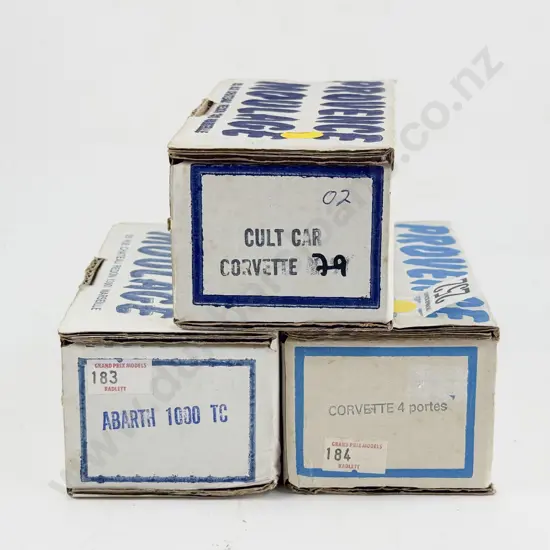 PROVENCE
MOULAGE
02
CULT CAR
CORVETTE 79
MOULAGE
PROVENCE
GRAND PRIX MODELS
183
RADLETT
ABARTH 1000 TC
CORVETTE 4 portes
GRAND PRIX MODELS
184
RADLETT